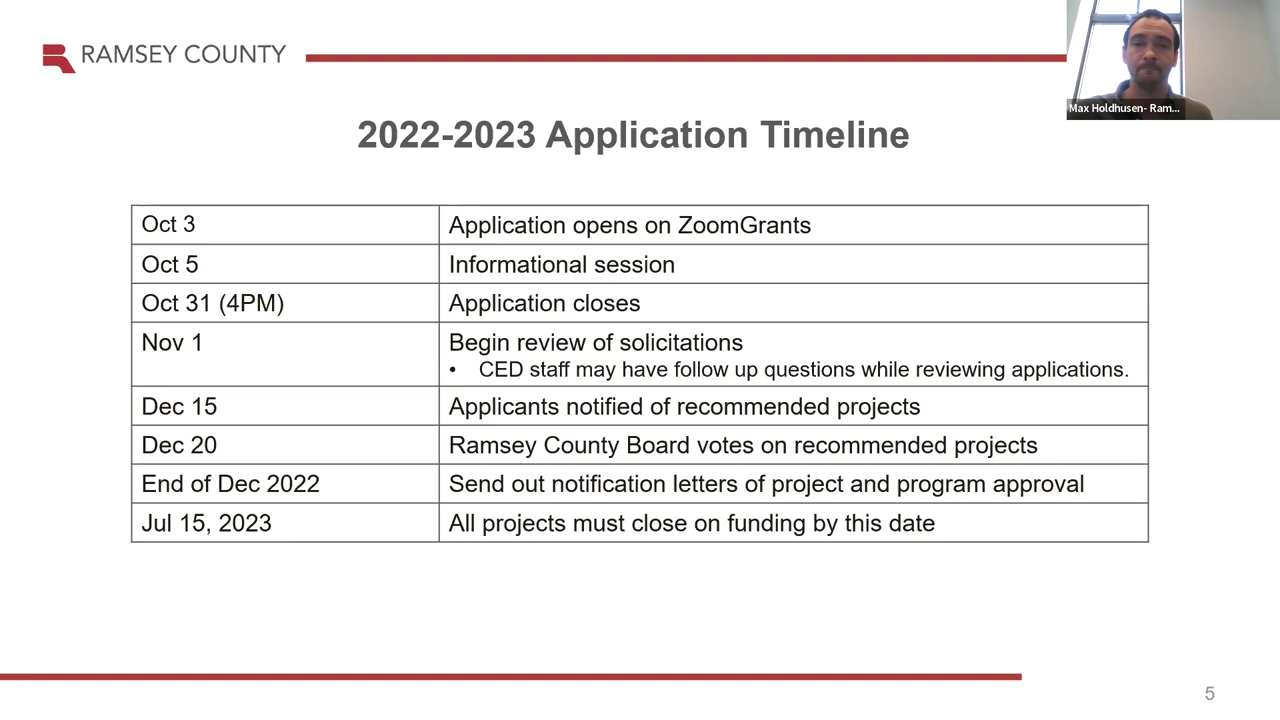 RAMSEY COUNTY
Max Holdhusen- Ram...
2022-2023 Application Timeline
Oct 3 Application opens on ZoomGrants
Oct 5 Informational session
Oct 31 (4PM) Application closes
Nov 1 Begin review of solicitations
• CED staff may have follow up questions while reviewing applications.
Dec 15 Applicants notified of recommended projects
Dec 20 Ramsey County Board votes on recommended projects
End of Dec 2022 Send out notification letters of project and program approval
Jul 15, 2023 All projects must close on funding by this date
5